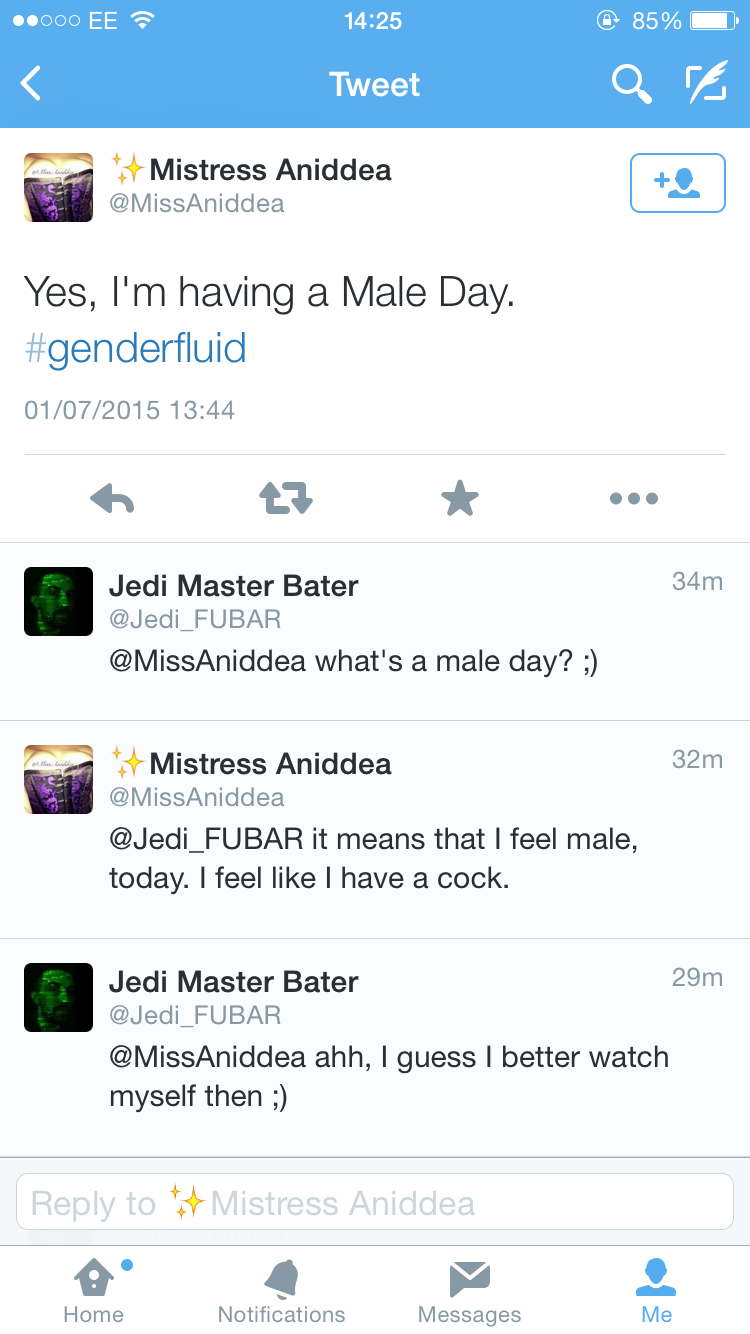 EE 14:25 85%
Tweet
✨Mistress Aniddea
@MissAniddea
Yes, I'm having a Male Day.
#genderfluid
01/07/2015 13:44
Jedi Master Bater 34m
@Jedi_FUBAR
@MissAniddea what's a male day? ;)
✨Mistress Aniddea 32m
@MissAniddea
@Jedi_FUBAR it means that I feel male,
today. I feel like I have a cock.
Jedi Master Bater 29m
@Jedi_FUBAR
@MissAniddea ahh, I guess I better watch
myself then ;)
Reply to ✨Mistress Aniddea
Home Notifications Messages Me